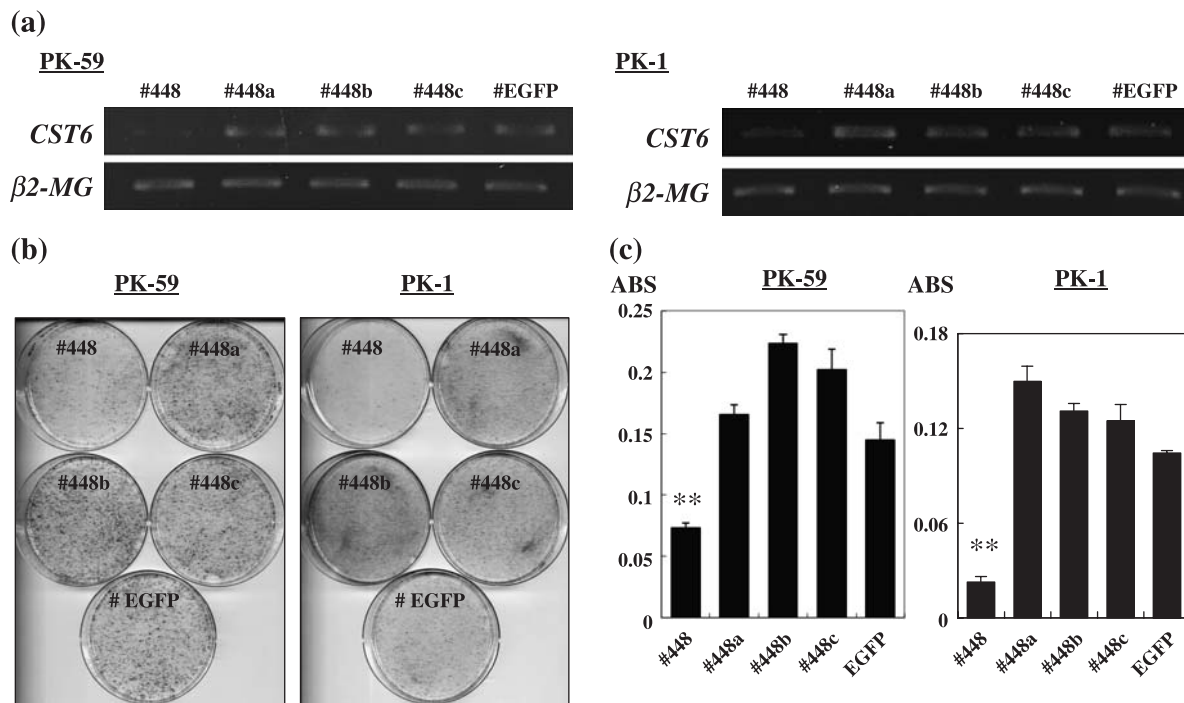 (a)
PK-59
#448 #448a #448b #448c #EGFP
CST6
β2-MG
PK-1
#448 #448a #448b #448c #EGFP
CST6
β2-MG
(b)
PK-59
#448 #448a
#448b #448c
# EGFP
PK-1
#448 #448a
#448b #448c
# EGFP
(c)
ABS PK-59
0.25
0.2
0.15
0.1
0.05
0
**
#448 #448a #448b #448c EGFP
ABS PK-1
0.18
0.12
0.06
0
**
#448 #448a #448b #448c EGFP